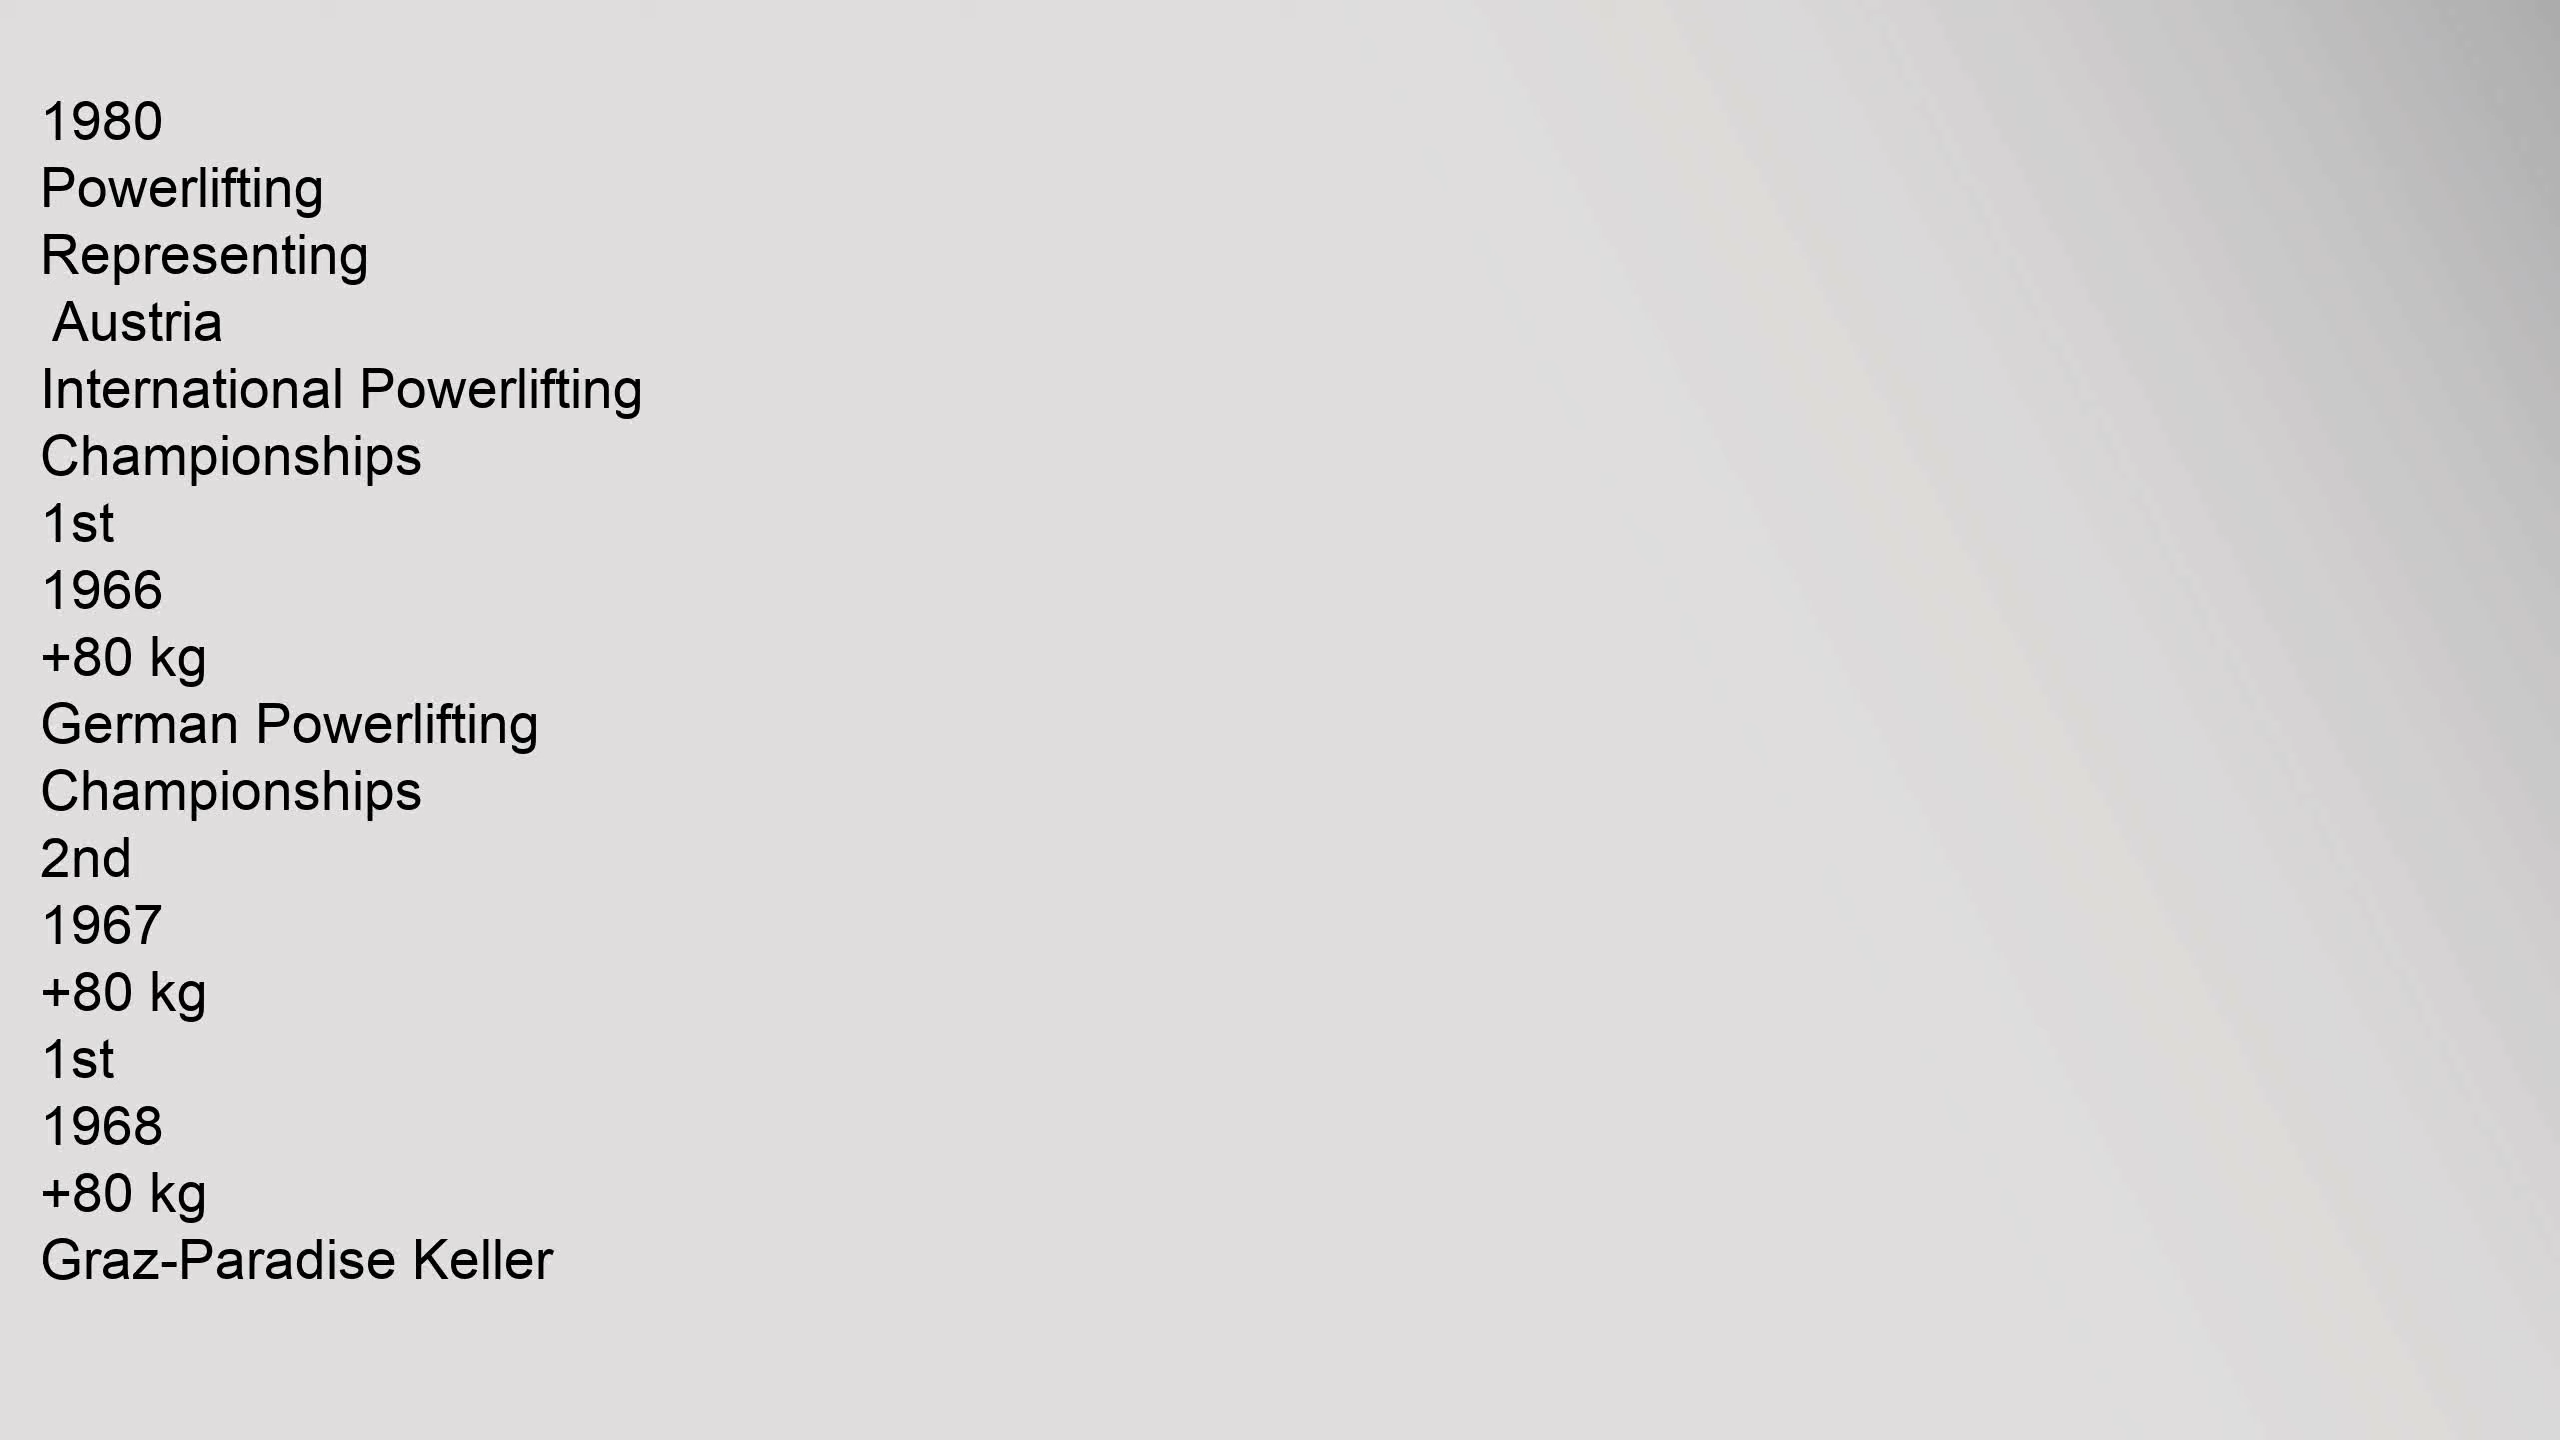 1980
Powerlifting
Representing
Austria
International Powerlifting
Championships
1st
1966
+80 kg
German Powerlifting
Championships
2nd
1967
+80 kg
1st
1968
+80 kg
Graz-Paradise Keller